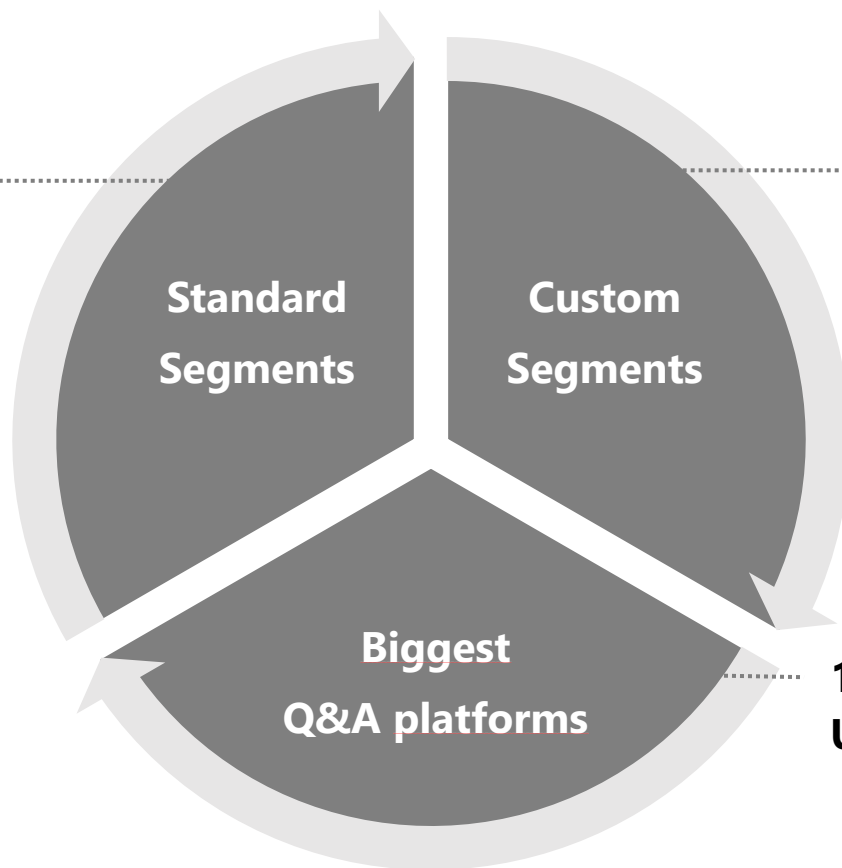 Standard
Segments
Custom
Segments
Biggest
Q&A platforms